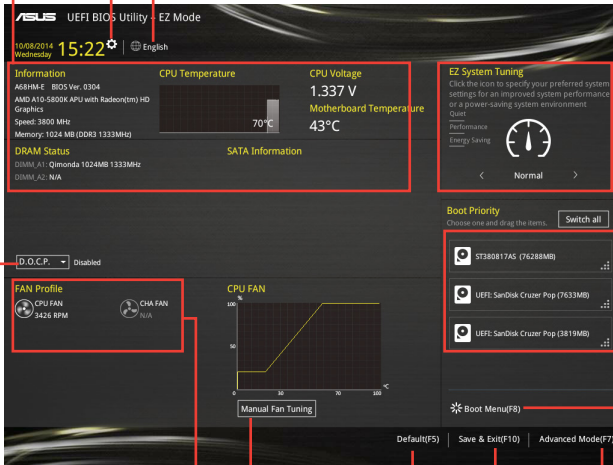 ASUS UEFI BIOS Utility - EZ Mode
10/08/2014
Wednesday
15:22
English
Information
A68HM-E BIOS Ver. 0304
AMD A10-5800K APU with Radeon(tm) HD
Graphics
Speed: 3800 MHz
Memory: 1024 MB (DDR3 1333MHz)
CPU Temperature
70°C
CPU Voltage
1.337 V
Motherboard Temperature
43°C
EZ System Tuning
Click the icon to specify your preferred system
settings for an improved system performance
or a power-saving system environment
Quiet
Performance
Energy Saving
< Normal >
DRAM Status
DIMM_A1: Qimonda 1024MB 1333MHz
DIMM_A2: N/A
SATA Information
Boot Priority
Choose one and drag the items.
Switch all
ST380817AS (76288MB)
UEFI: SanDisk Cruzer Pop (7633MB)
UEFI: SanDisk Cruzer Pop (3819MB)
D.O.C.P. Disabled
FAN Profile
CPU FAN
3426 RPM
CHA FAN
N/A
CPU FAN
%
100
50
0 30 70 100
°C
Manual Fan Tuning
Boot Menu(F8)
Default(F5) Save & Exit(F10) Advanced Mode(F7)